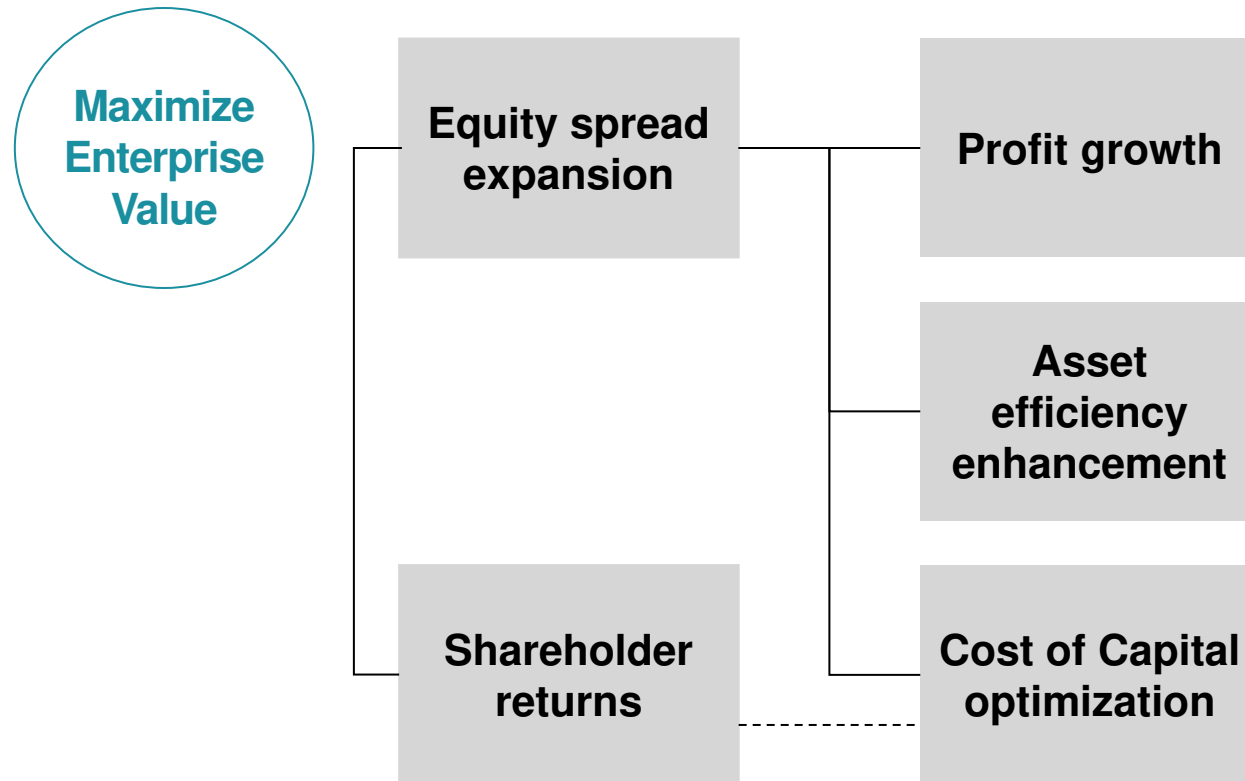 Maximize
Enterprise
Value
Equity spread
expansion
Profit growth
Asset
efficiency
enhancement
Shareholder
returns
Cost of Capital
optimization